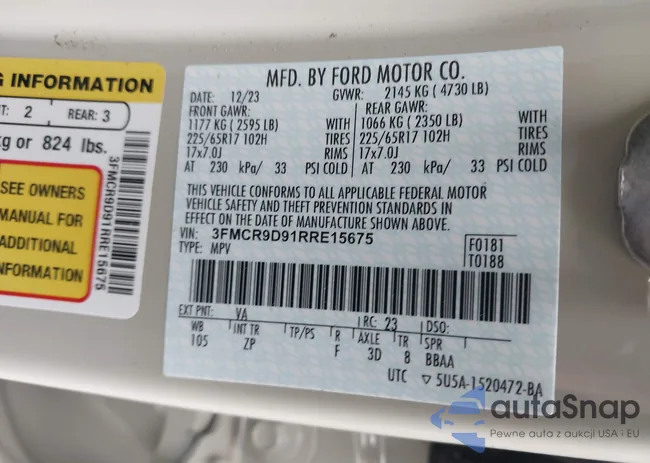 G INFORMATION
NT: 2 REAR: 3
kg or 824 lbs.
SEE OWNERS
MANUAL FOR
ADDITIONAL
INFORMATION
3FMCR9D91RRE15675
MFD. BY FORD MOTOR CO.
DATE: 12/23 GVWR: 2145 KG ( 4730 LB)
FRONT GAWR: REAR GAWR:
1177 KG ( 2595 LB) WITH 1066 KG ( 2350 LB) WITH
225/65R17 102H TIRES 225/65R17 102H TIRES
17x7.0J RIMS 17x7.0J RIMS
AT 230 kPa/ 33 PSI COLD AT 230 kPa/ 33 PSI COLD
THIS VEHICLE CONFORMS TO ALL APPLICABLE FEDERAL MOTOR
VEHICLE SAFETY AND THEFT PREVENTION STANDARDS IN
EFFECT ON THE DATE OF MANUFACTURE SHOWN ABOVE.
VIN: 3FMCR9D91RRE15675
TYPE: MPV
F0181
T0188
EXT PNT: VA RC: 23 DSO:
WB INT TR TP/PS R AXLE TR SPR
105 ZP F 3D 8 BBAA
UTC ▽ 5U5A-1520472-BA
autaSnap
Pewne auta z aukcji USA i EU